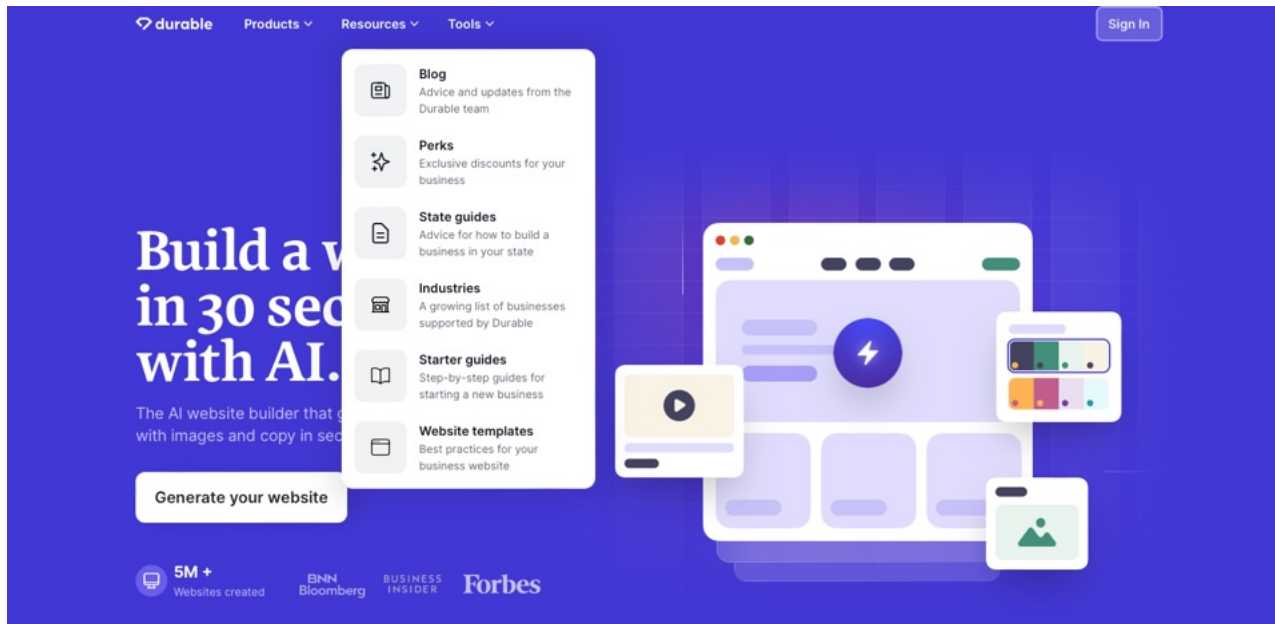 durable
Products
Resources
Tools
Sign In
Blog
Advice and updates from the
Durable team
Perks
Exclusive discounts for your
business
State guides
Advice for how to build a
business in your state
Industries
A growing list of businesses
supported by Durable
Starter guides
Step-by-step guides for
starting a new business
Website templates
Best practices for your
business website
Build a
in 30 sec
with AI.
The AI website builder that
with images and copy in sec
Generate your website
5M +
Websites created
BNN
Bloomberg
BUSINESS
INSIDER
Forbes